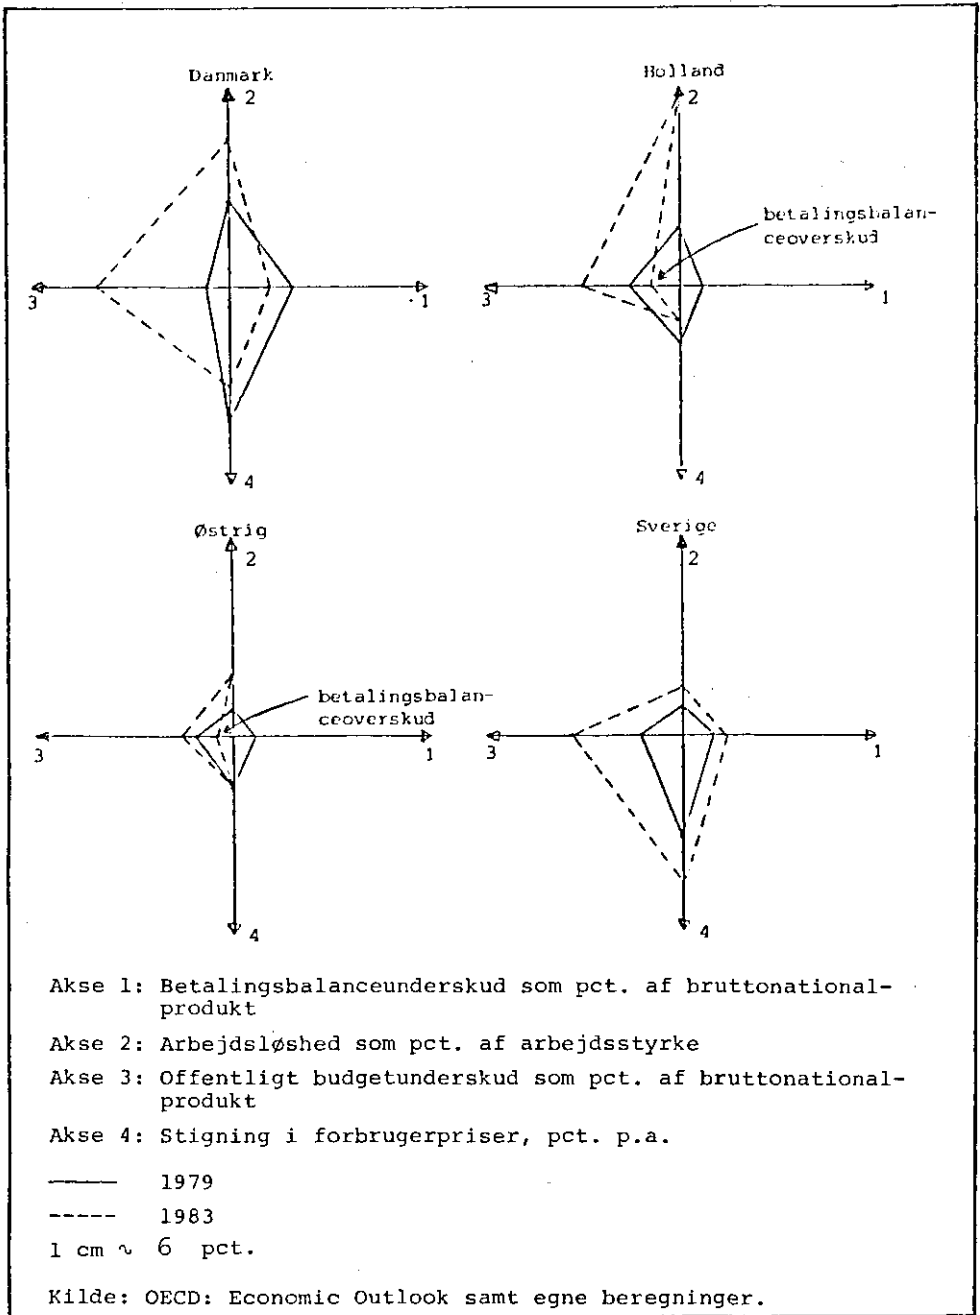 Danmark
2
3
1
4
Holland
2
betalingsbalan-
ceoverskud
3
1
4
Østrig
2
betalingsbalan-
ceoverskud
3
1
4
Sverige
2
3
1
4
Akse 1: Betalingsbalanceunderskud som pct. af bruttonational-
produkt
Akse 2: Arbejdsløshed som pct. af arbejdsstyrke
Akse 3: Offentligt budgetunderskud som pct. af bruttonational-
produkt
Akse 4: Stigning i forbrugerpriser, pct. p.a.
1979
1983
1 cm ~ 6 pct.
Kilde: OECD: Economic Outlook samt egne beregninger.